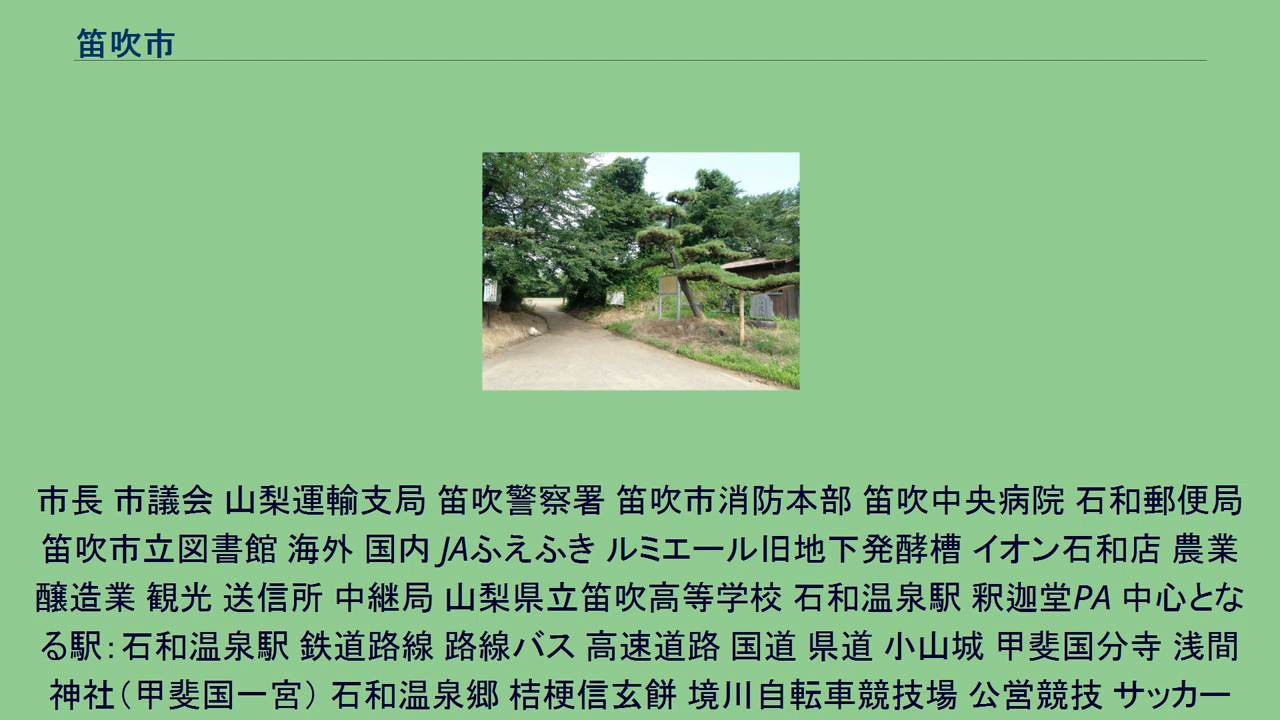 笛吹市
市長 市議会 山梨運輸支局 笛吹警察署 笛吹市消防本部 笛吹中央病院 石和郵便局
笛吹市立図書館 海外 国内 JAふえふき ルミエール旧地下発酵槽 イオン石和店 農業
醸造業 観光 送信所 中継局 山梨県立笛吹高等学校 石和温泉駅 釈迦堂PA 中心とな
る駅：石和温泉駅 鉄道路線 路線バス 高速道路 国道 県道 小山城 甲斐国分寺 浅間
神社（甲斐国一宮） 石和温泉郷 桔梗信玄餅 境川自転車競技場 公営競技 サッカー